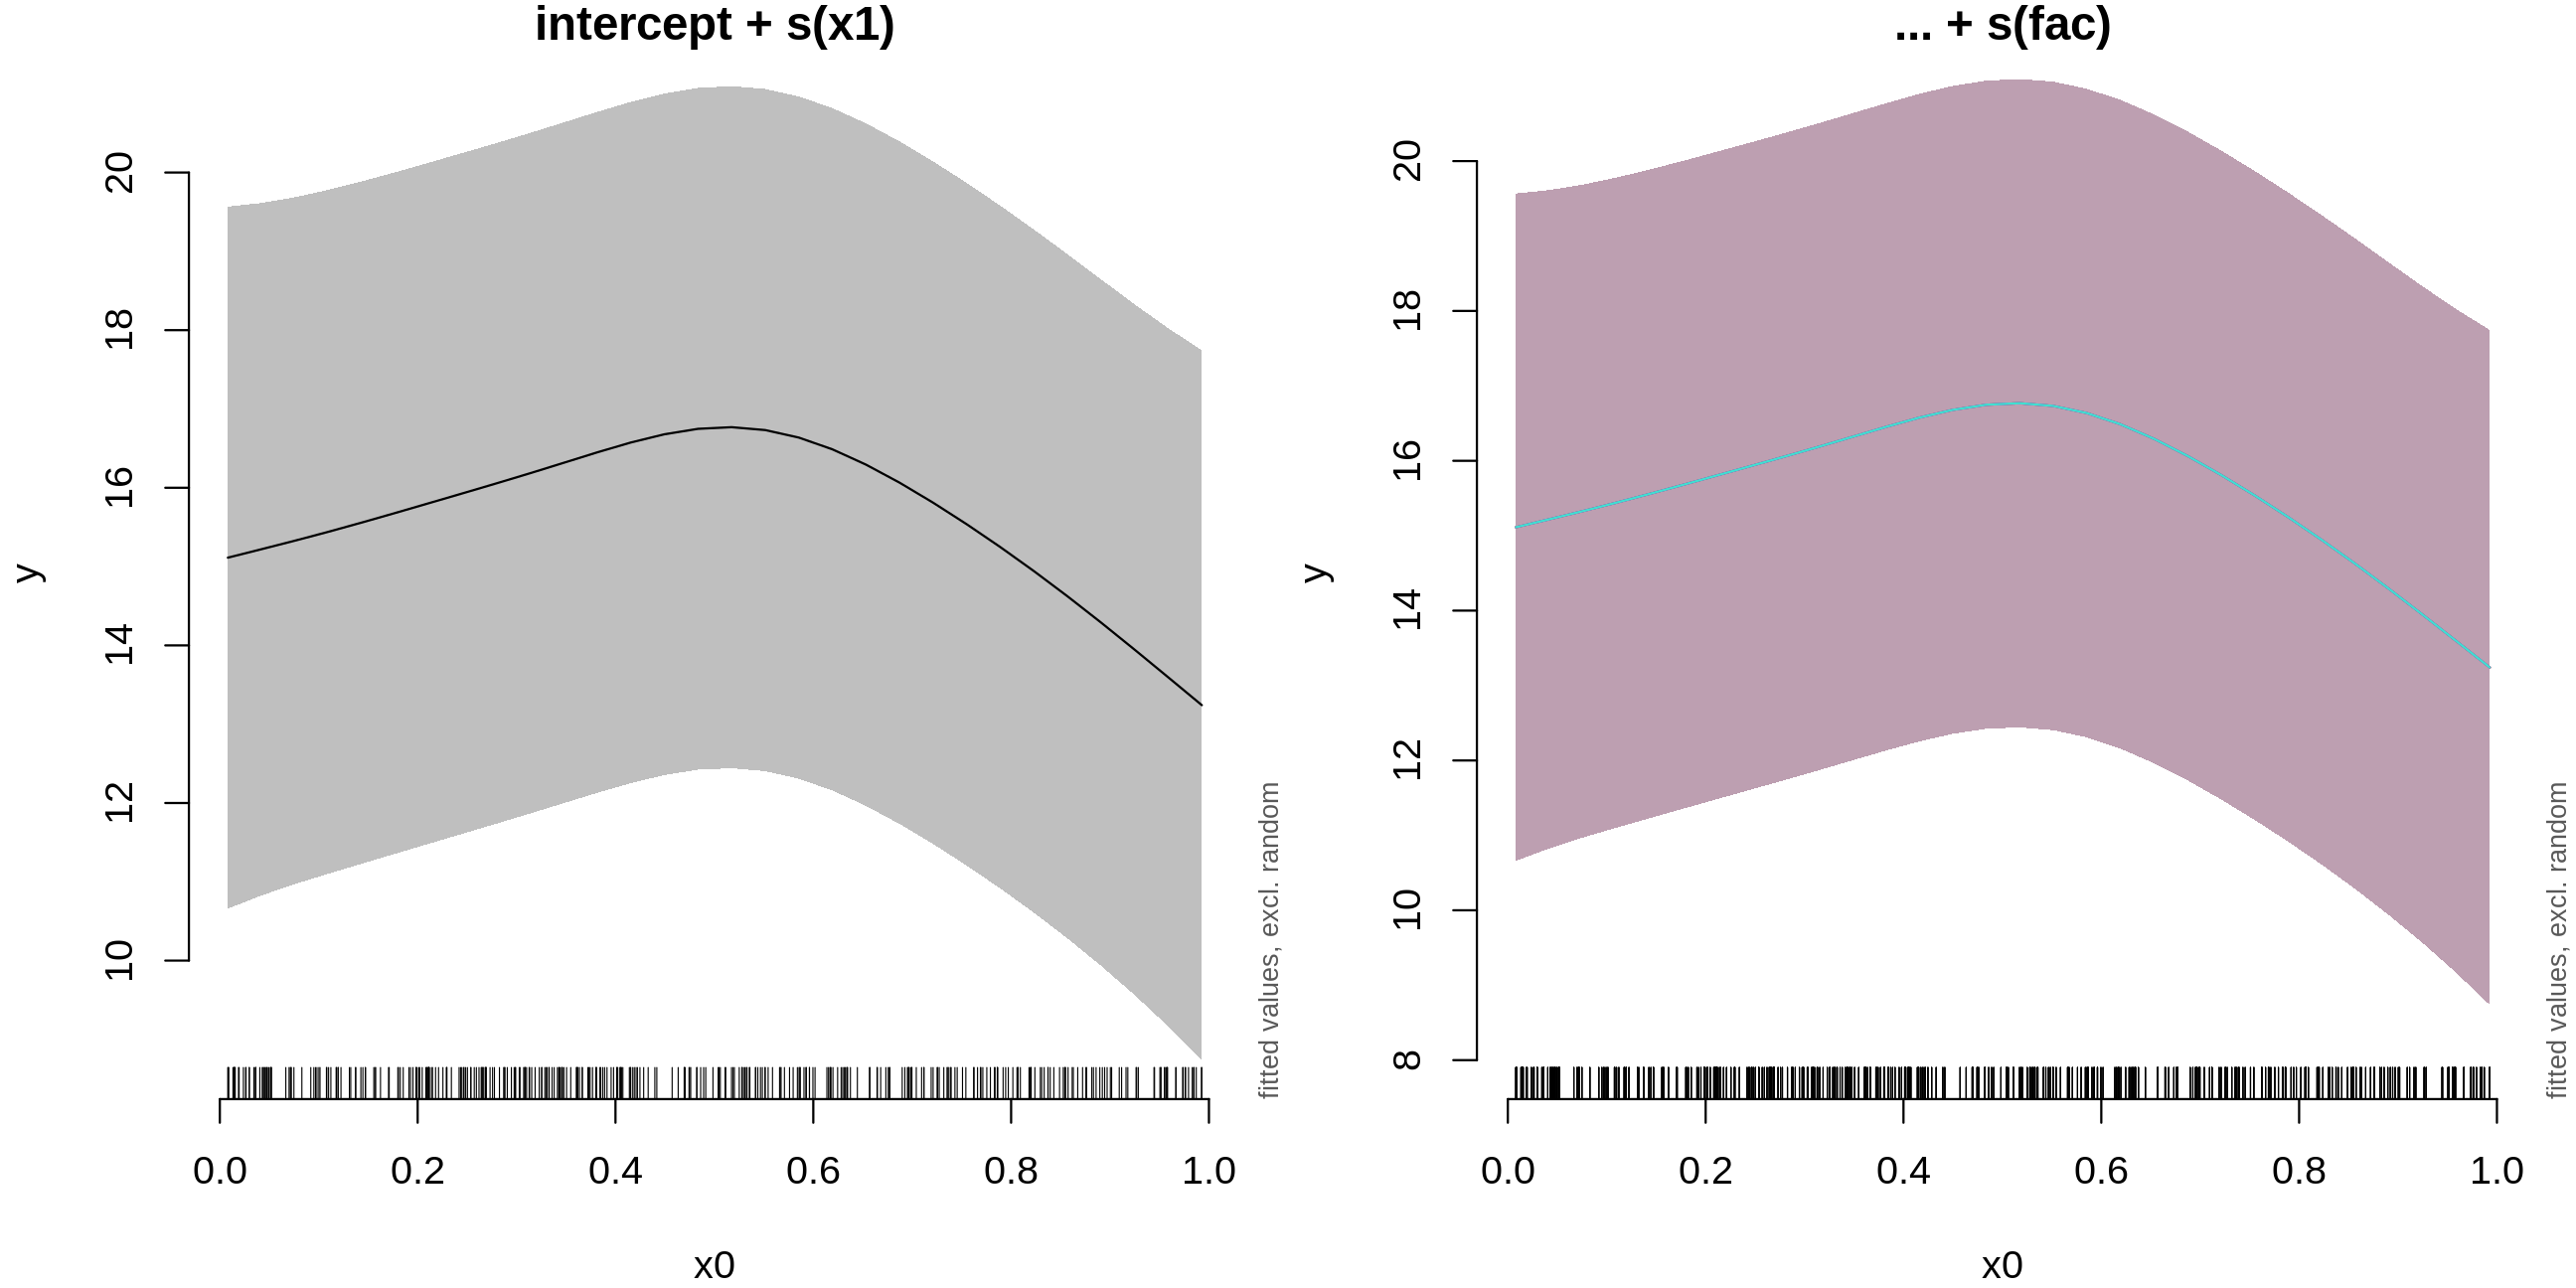 intercept + s(x1)
y
20
18
16
14
12
10
0.0 0.2 0.4 0.6 0.8 1.0
x0
fitted values, excl. random
... + s(fac)
y
20
18
16
14
12
10
8
0.0 0.2 0.4 0.6 0.8 1.0
x0
fitted values, excl. random